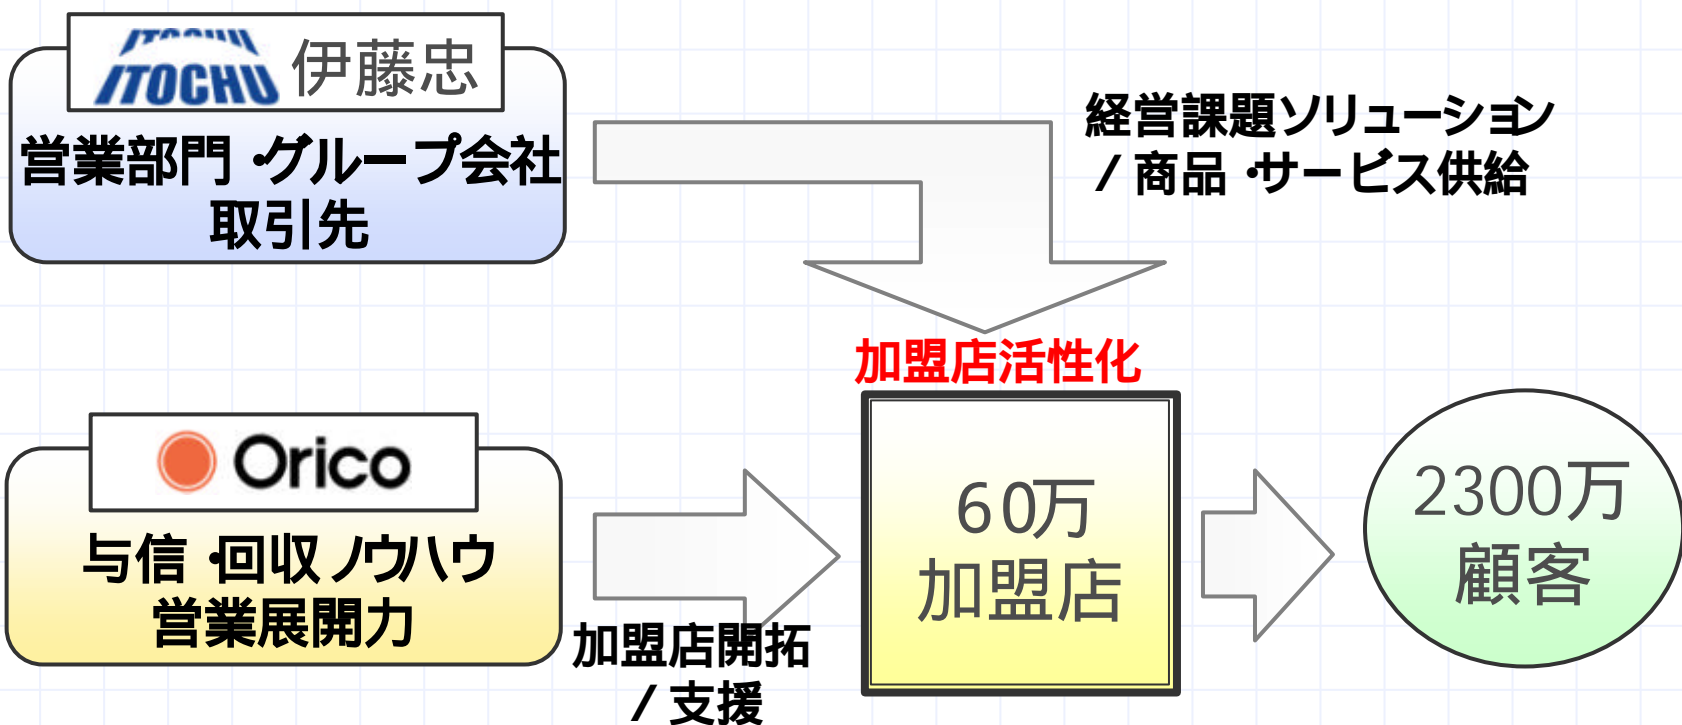 ITOCHU
ITOCHU 伊藤忠
営業部門・グループ会社
取引先
経営課題ソリューション
/ 商品・サービス供給
加盟店活性化
Orico
与信・回収ノウハウ
営業展開力
加盟店開拓
/ 支援
60万
加盟店
2300万
顧客